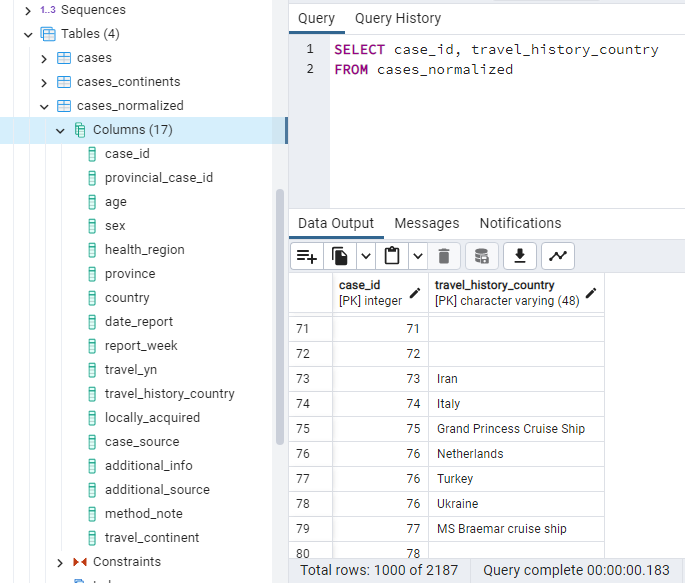 1..3 Sequences
Tables (4)
cases
cases_continents
cases_normalized
Columns (17)
case_id
provincial_case_id
age
sex
health_region
province
country
date_report
report_week
travel_yn
travel_history_country
locally_acquired
case_source
additional_info
additional_source
method_note
travel_continent
Constraints
Query Query History
1 SELECT case_id, travel_history_country
2 FROM cases_normalized
Data Output Messages Notifications
case_id travel_history_country
[PK] integer [PK] character varying (48)
71 71
72 72
73 73 Iran
74 74 Italy
75 75 Grand Princess Cruise Ship
76 76 Netherlands
77 76 Turkey
78 76 Ukraine
79 77 MS Braemar cruise ship
80 78
Total rows: 1000 of 2187 Query complete 00:00:00.183